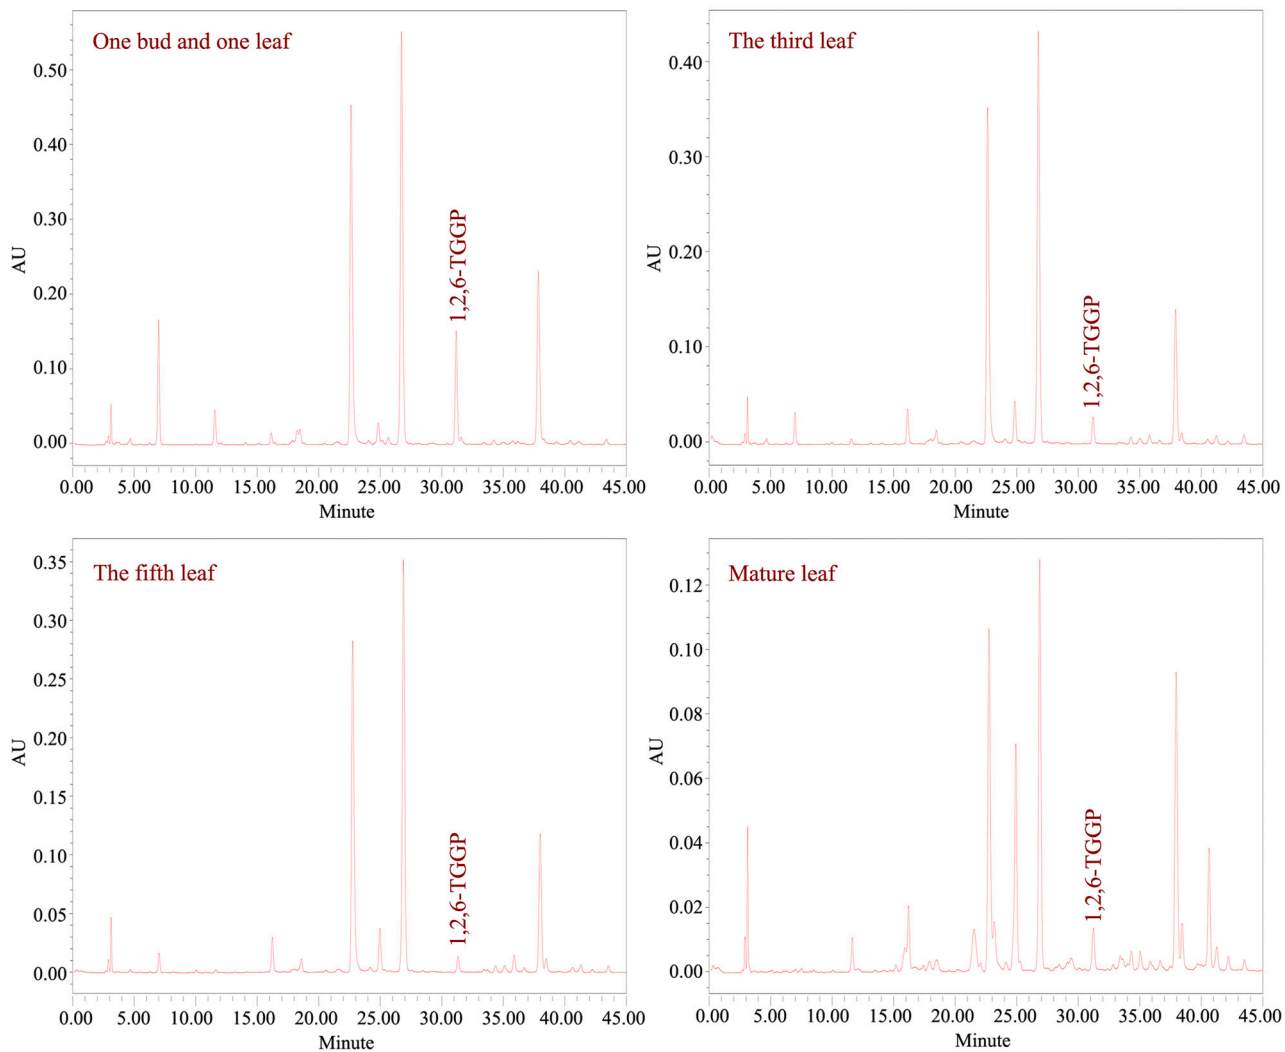 One bud and one leaf
0.50
0.40
0.30
0.20
0.10
0.00
AU
1,2,6-TGGP
0.00 5.00 10.00 15.00 20.00 25.00 30.00 35.00 40.00 45.00
Minute
The third leaf
0.40
0.30
0.20
0.10
0.00
AU
1,2,6-TGGP
0.00 5.00 10.00 15.00 20.00 25.00 30.00 35.00 40.00 45.00
Minute
The fifth leaf
0.35
0.30
0.25
0.20
0.15
0.10
0.05
0.00
AU
1,2,6-TGGP
0.00 5.00 10.00 15.00 20.00 25.00 30.00 35.00 40.00 45.00
Minute
Mature leaf
0.12
0.10
0.08
0.06
0.04
0.02
0.00
AU
1,2,6-TGGP
0.00 5.00 10.00 15.00 20.00 25.00 30.00 35.00 40.00 45.00
Minute